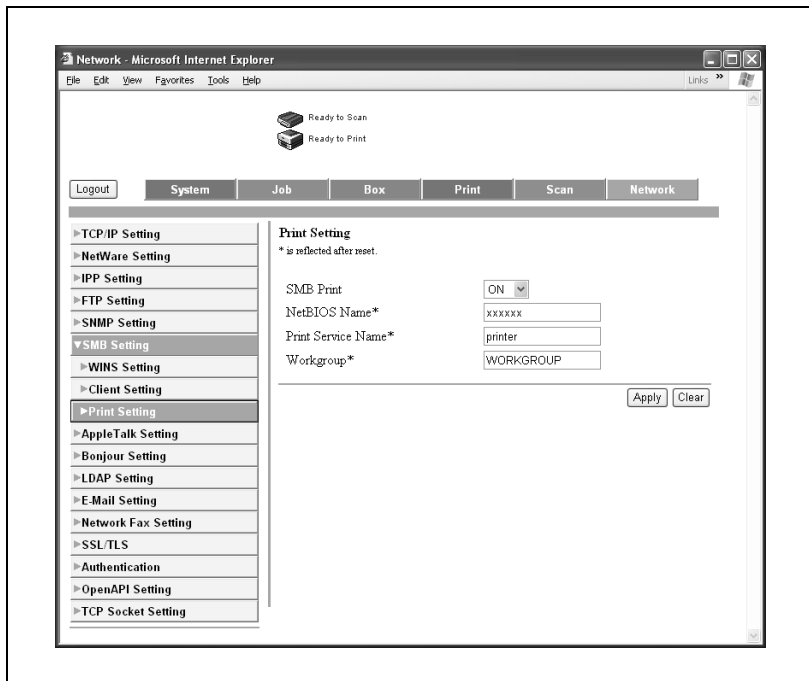 Network - Microsoft Internet Explorer
File Edit View Favorites Tools Help Links »
Ready to Scan
Ready to Print
Logout System Job Box Print Scan Network
TCP/IP Setting
NetWare Setting
IPP Setting
FTP Setting
SNMP Setting
SMB Setting
WINS Setting
Client Setting
Print Setting
AppleTalk Setting
Bonjour Setting
LDAP Setting
E-Mail Setting
Network Fax Setting
SSL/TLS
Authentication
OpenAPI Setting
TCP Socket Setting
Print Setting
* is reflected after reset.
SMB Print ON
NetBIOS Name* xxxxxx
Print Service Name* printer
Workgroup* WORKGROUP
Apply Clear